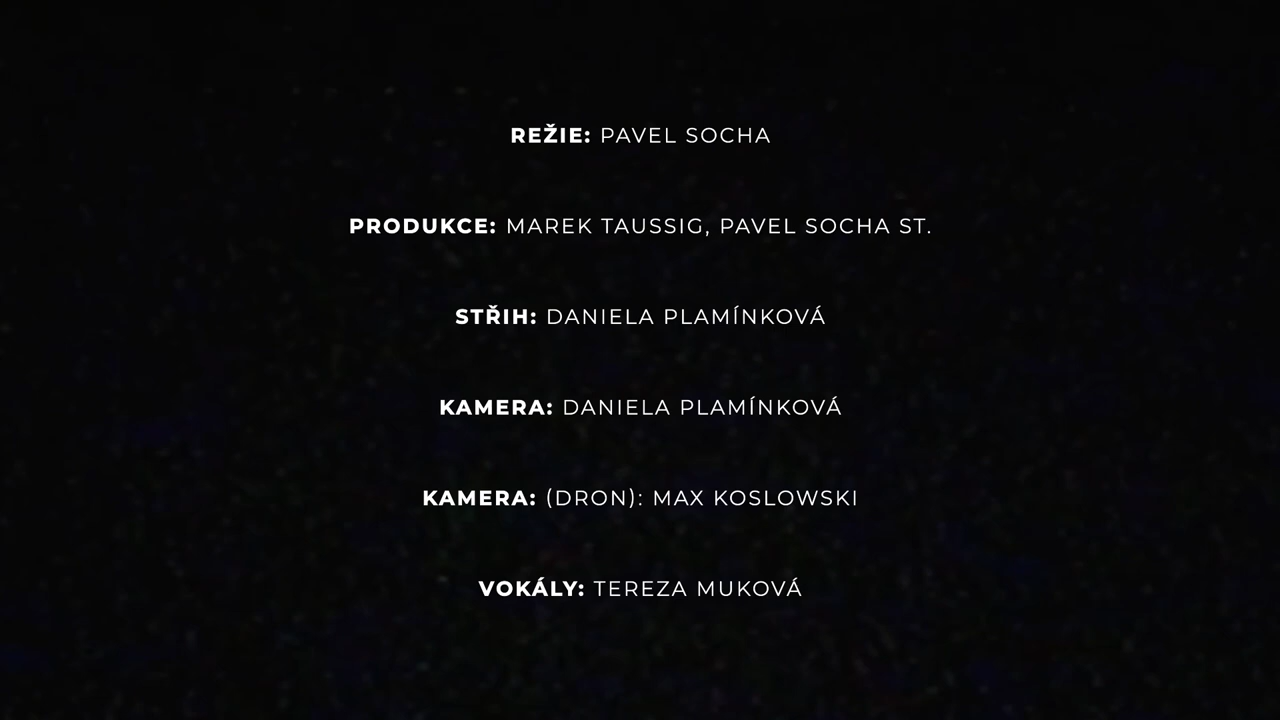 REŽIE: PAVEL SOCHA
PRODUKCE: MAREK TAUSSIG, PAVEL SOCHA ST.
STŘIH: DANIELA PLAMÍNKOVÁ
KAMERA: DANIELA PLAMÍNKOVÁ
KAMERA: (DRON): MAX KOSLOWSKI
VOKÁLY: TEREZA MUKOVÁ